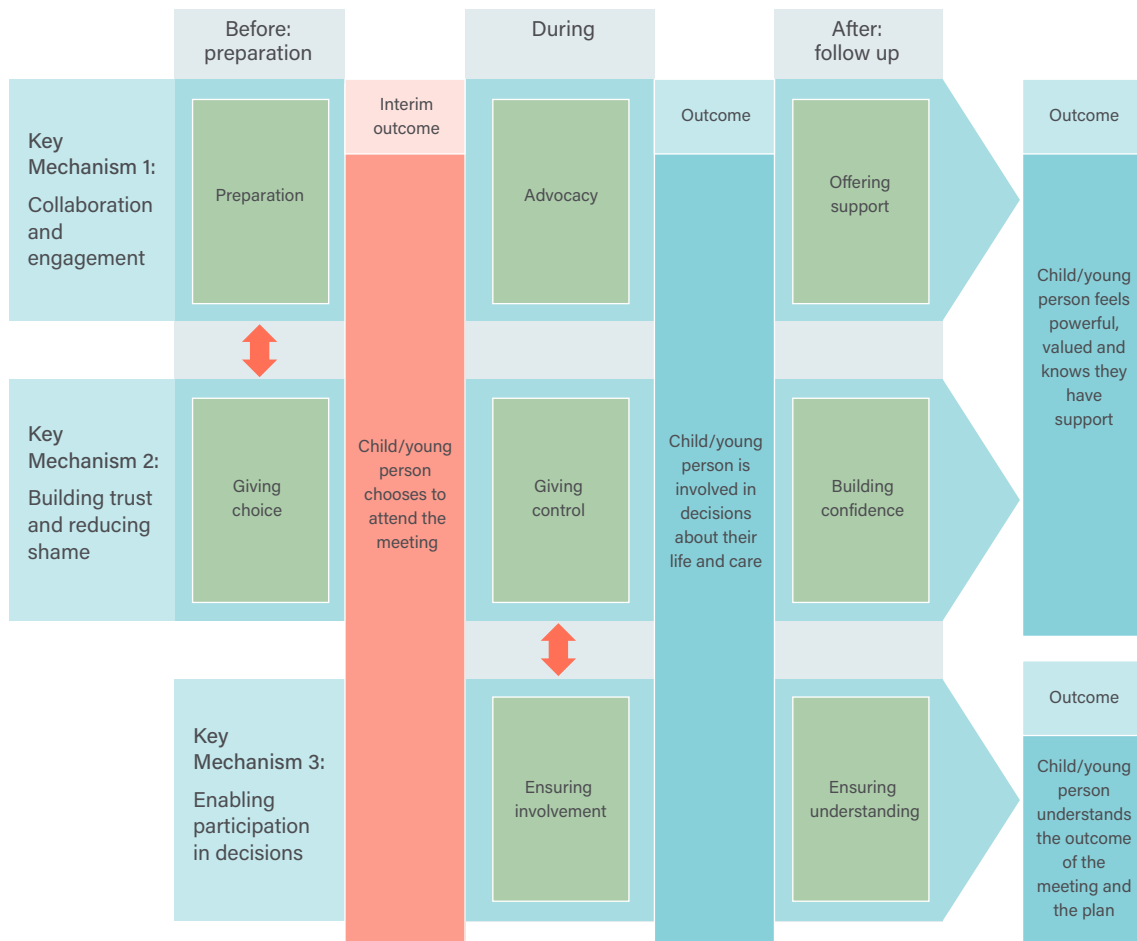 Before:
preparation
During
After:
follow up
Key
Mechanism 1:
Collaboration
and
engagement
Preparation
Interim
outcome
Advocacy
Outcome
Offering
support
Outcome
Child/young
person feels
powerful,
valued and
knows they
have
support
Key
Mechanism 2:
Building trust
and reducing
shame
Giving
choice
Child/young
person
chooses to
attend the
meeting
Giving
control
Child/young
person is
involved in
decisions
about their
life and care
Building
confidence
Key
Mechanism 3:
Enabling
participation
in decisions
Ensuring
involvement
Ensuring
understanding
Outcome
Child/young
person
understands
the outcome
of the
meeting and
the plan